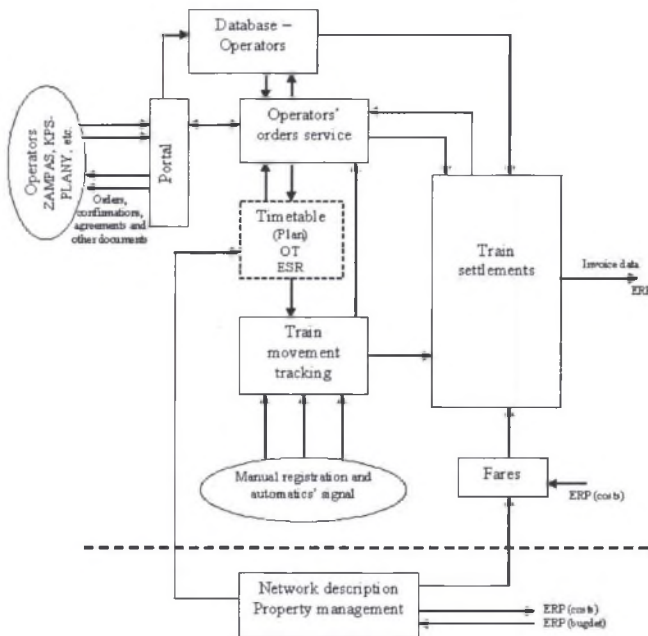 Database –
Operators
Operators'
orders service
Operators
ZAMPAS, KPS-
PLANY, etc.
Portal
Orders,
confirmations,
agreements and
other documents
Timetable
(Plan)
OT
ESR
Train
settlements
Invoice data
ERP
Train
movement
tracking
Manual registration and
automatics' signal
Fares
ERP (costs)
Network description
Property management
ERP (costs)
ERP (bugdet)